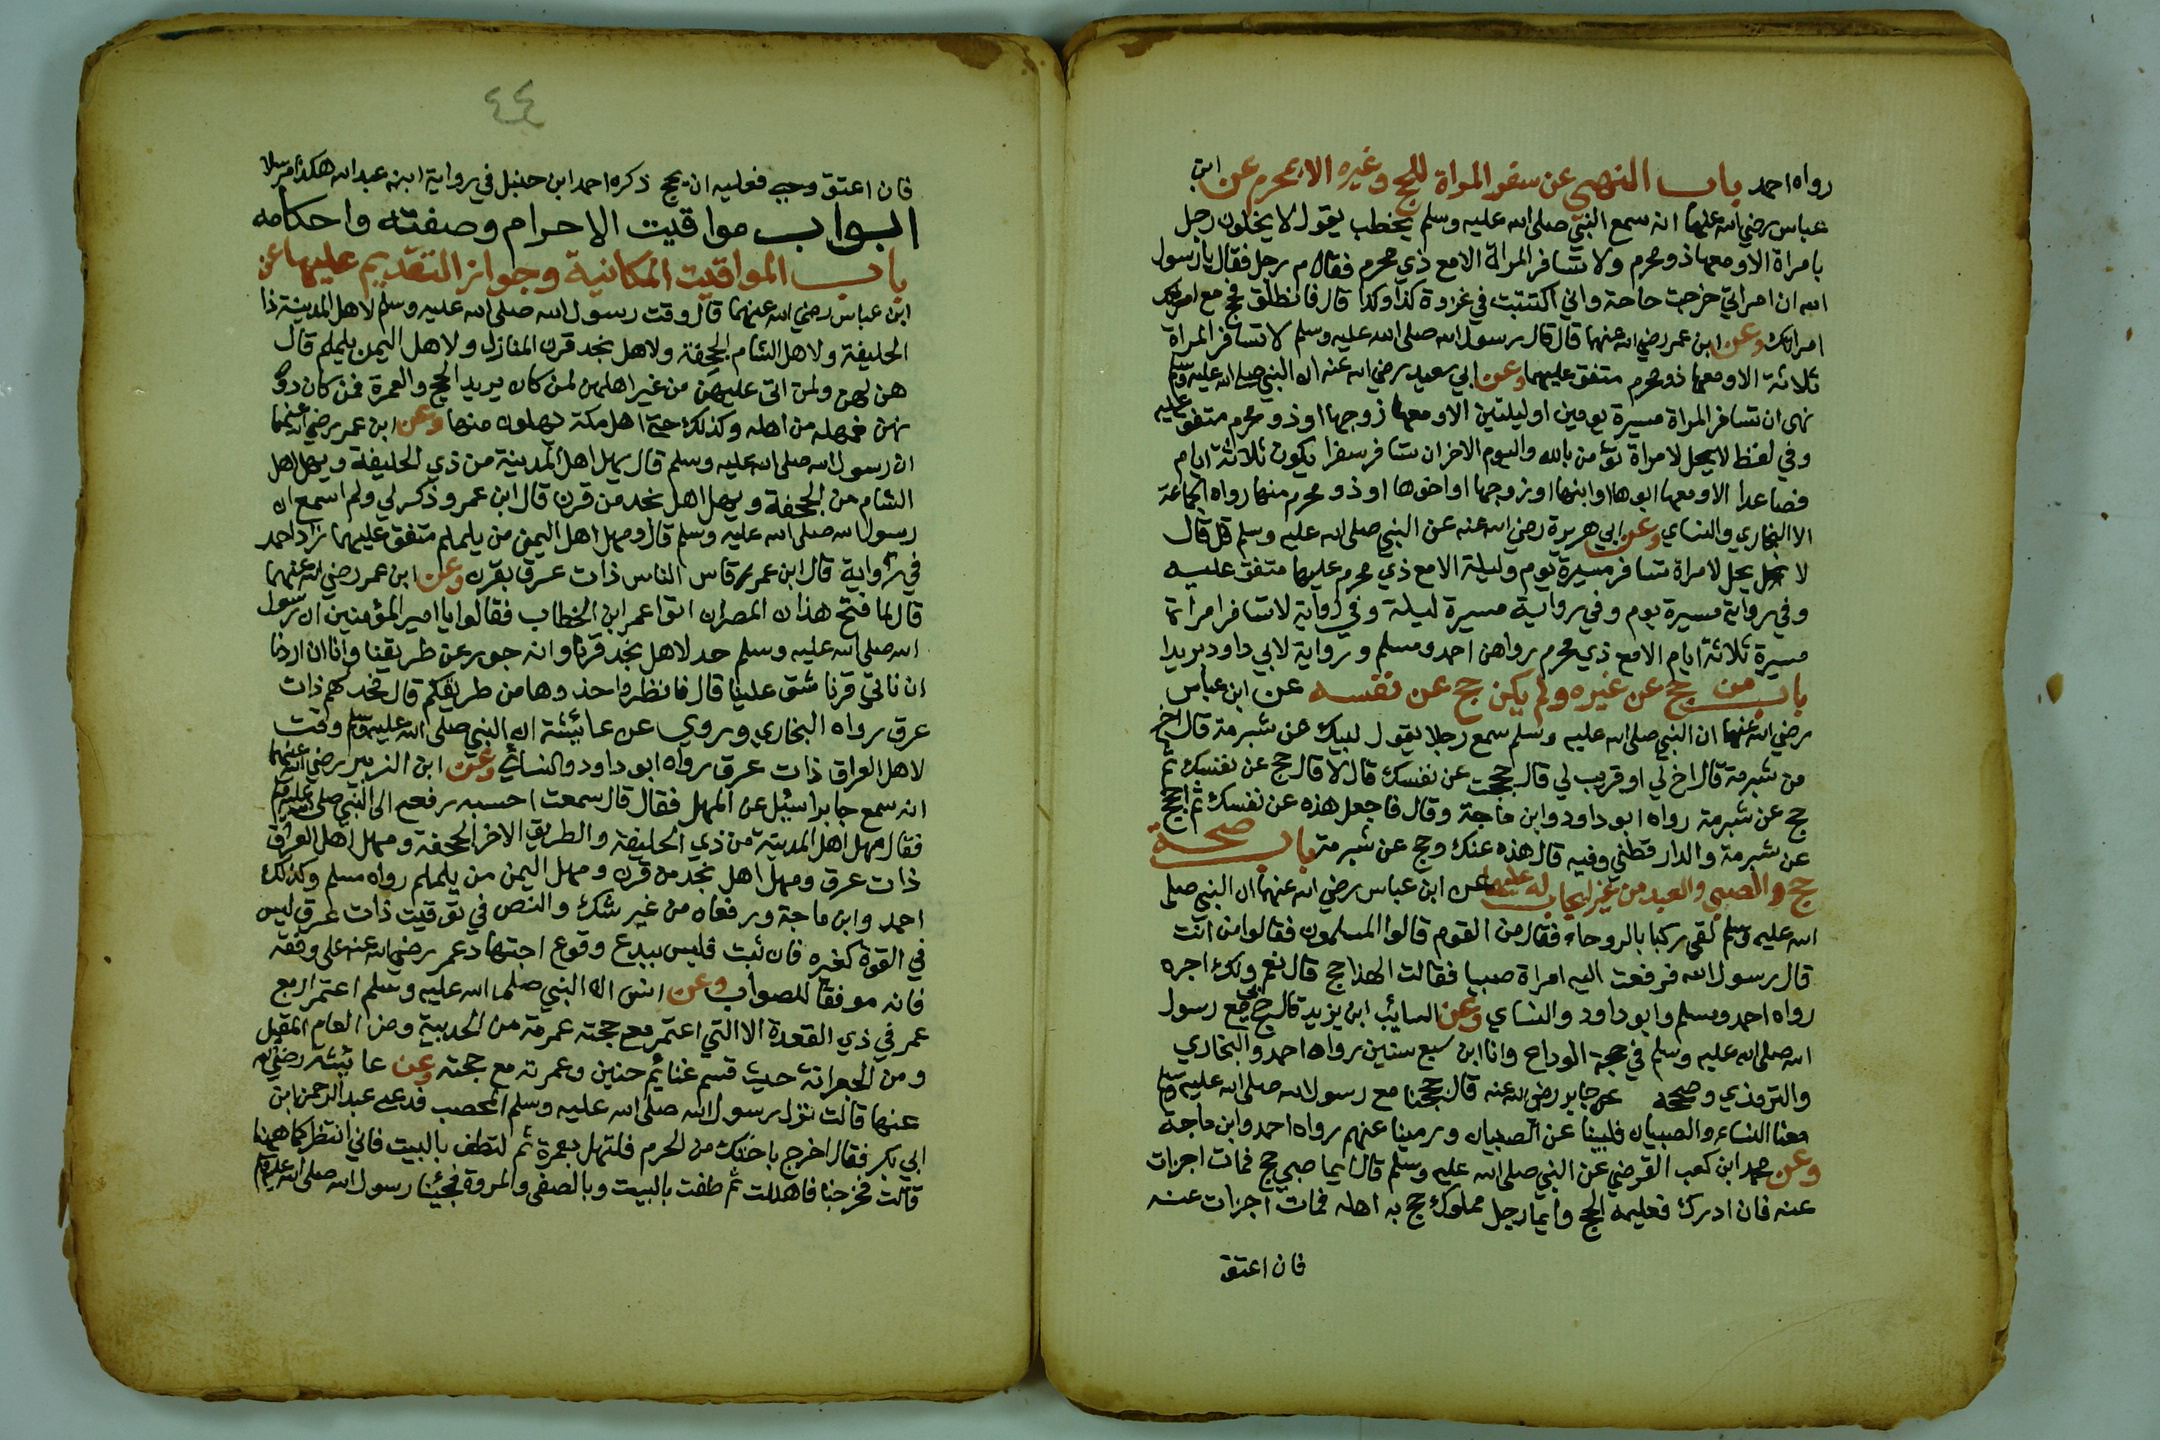 رواه احمد باب النهي عن سفر المراة للحج وغيره الا بمحرم عن ابن
عباس رضي الله عنهما انه سمع النبي صلى الله عليه وسلم يخطب يقول لا يخلون رجل
بامراة الا ومعها ذو محرم ولا تسافر المراة الا مع ذي محرم فقام رجل فقال يا رسول
الله ان امراتي خرجت حاجة واني اكتتبت في غزوة كذا وكذا قال فانطلق فحج مع
امراتك وعن ابن عمر رضي الله عنهما قال قال رسول الله صلى الله عليه وسلم لا تسافر المراة
ثلاثة الا ومعها ذو محرم متفق عليهما وعن ابي سعيد رضي الله عنه ان النبي صلى الله عليه وسلم
نهى ان تسافر المراة مسيرة يومين او ليلتين الا ومعها زوجها او ذو محرم متفق عليه
وفي لفظ لا يحل لامراة تؤمن بالله واليوم الاخر ان تسافر سفرا يكون ثلاثة ايام
فصاعدا الا ومعها ابوها او ابنها او زوجها او اخوها او ذو محرم منها رواه الجماعة
الا البخاري والنساي وعن ابي هريرة رضي الله عنه عن النبي صلى الله عليه وسلم قال
لا يحل لامراة تسافر مسيرة يوم وليلة الا مع ذي محرم عليها متفق عليه
وفي رواية مسيرة يوم وفي رواية مسيرة ليلة وفي رواية لا تسافر امراة
مسيرة ثلاثة ايام الا مع ذي محرم رواهن احمد ومسلم ورواية لابي داود بريدا
باب من حج عن غيره ولم يكن حج عن نفسه عن ابن عباس
رضي الله عنهما ان النبي صلى الله عليه وسلم سمع رجلا يقول لبيك عن شبرمة قال
من شبرمة قال اخ لي او قريب لي قال حججت عن نفسك قال لا قال حج عن نفسك ثم
حج عن شبرمة رواه ابو داود وابن ماجة وقال فاجعل هذه عن نفسك ثم احجج
عن شبرمة والدارقطني وفيه قال هذه عنك وحج عن شبرمة باب صحة
حج الصبي والعبد من غير ايجاب له عليهما عن ابن عباس رضي الله عنهما ان النبي صلى
الله عليه وسلم لقي ركبا بالروحاء فقال من القوم قالوا المسلمون فقالوا من انت
قال رسول الله فرفعت اليه امراة صبيا فقالت الهذا حج قال نعم ولك اجره
رواه احمد ومسلم وابو داود والنساي وعن السائب ابن يزيد قال حج بي مع رسول
الله صلى الله عليه وسلم في حجة الوداع وانا ابن سبع سنين رواه احمد والبخاري
والترمذي وصححه عن جابر رضي الله عنه قال حججنا مع رسول الله صلى الله عليه وسلم
معنا النساء والصبيان فلبينا عن الصبيان ورمينا عنهم رواه احمد وابن ماجة
وعن محمد ابن كعب القرضي عن النبي صلى الله عليه وسلم قال ايما صبي حج فمات اجزات
عنه فان ادرك فعليه الحج وايما رجل مملوك حج به اهله فمات اجزات عنه
فان اعتق
٤٤
فان اعتق وجب فعليه ان يحج ذكره احمد ابن حنبل في رواية ابنه عبد الله هكذا مرسلا
ابواب مواقيت الاحرام وصفته واحكامه
باب المواقيت المكانية وجواز التقديم عليها عن
ابن عباس رضي الله عنهما قال وقت رسول الله صلى الله عليه وسلم لاهل المدينة ذا
الحليفة ولاهل الشام الجحفة ولاهل نجد قرن المنازل ولاهل اليمن يلملم قال
هن لهن ولمن اتى عليهن من غير اهلهن لمن كان يريد الحج والعمرة فمن كان دو
نهن فمهله من اهله وكذلك حتى اهل مكة يهلون منها وعن ابن عمر رضي الله عنهما
ان رسول الله صلى الله عليه وسلم قال يهل اهل المدينة من ذي الحليفة ويهل اهل
الشام من الجحفة ويهل اهل نجد من قرن قال ابن عمر وذكر لي ولم اسمع ان
رسول الله صلى الله عليه وسلم قال ومهل اهل اليمن من يلملم متفق عليهما زاد احمد
في رواية قال ابن عمر وقاس الناس ذات عرق بقرن وعن ابن عمر رضي الله عنهما
قال لما فتح هذان المصران اتوا عمر ابن الخطاب فقالوا يا امير المؤمنين ان رسول
الله صلى الله عليه وسلم حد لاهل نجد قرنا وانه جور عن طريقنا وانا ان اردنا
ان ناتي قرنا شق علينا قال فانظروا حذوها من طريقكم قال فحد لهم ذات
عرق رواه البخاري وروي عن عائشة ان النبي صلى الله عليه وسلم وقت
لاهل العراق ذات عرق رواه ابو داود والنسائي وعن ابن الزبير رضي الله عنهما
انه سمع جابرا سئل عن المهل فقال قال سمعت احسبه رفعه الى النبي صلى الله عليه وسلم
فقال مهل اهل المدينة من ذي الحليفة والطريق الاخر الجحفة ومهل اهل العراق
ذات عرق ومهل اهل نجد من قرن ومهل اليمن من يلملم رواه مسلم وكذلك
احمد وابن ماجة ورفعاه من غير شك والنص في توقيت ذات عرق ليس
في القوة كغيره فان ثبت فليس ببدع وقوع اجتهاد عمر رضي الله عنه على وفقه
فانه موفقا للصواب وعن انس ان النبي صلى الله عليه وسلم اعتمر اربع
عمر في ذي القعدة الا التي اعتمر مع حجته عمرته من الحديبية ومن العام المقبل
ومن الجعرانة حيث قسم غنائم حنين وعمرته مع حجته وعن عائشة رضي الله
عنها قالت نزل رسول الله صلى الله عليه وسلم المحصب فدعى عبد الرحمن ابن
ابي بكر فقال اخرج باختك من الحرم فلتهل بعمرة ثم لتطف بالبيت فاني انتظركما ههنا
قالت فخرجنا فاهللت ثم طفت بالبيت وبالصفى والمروة فجئنا رسول الله صلى الله عليه وسلم